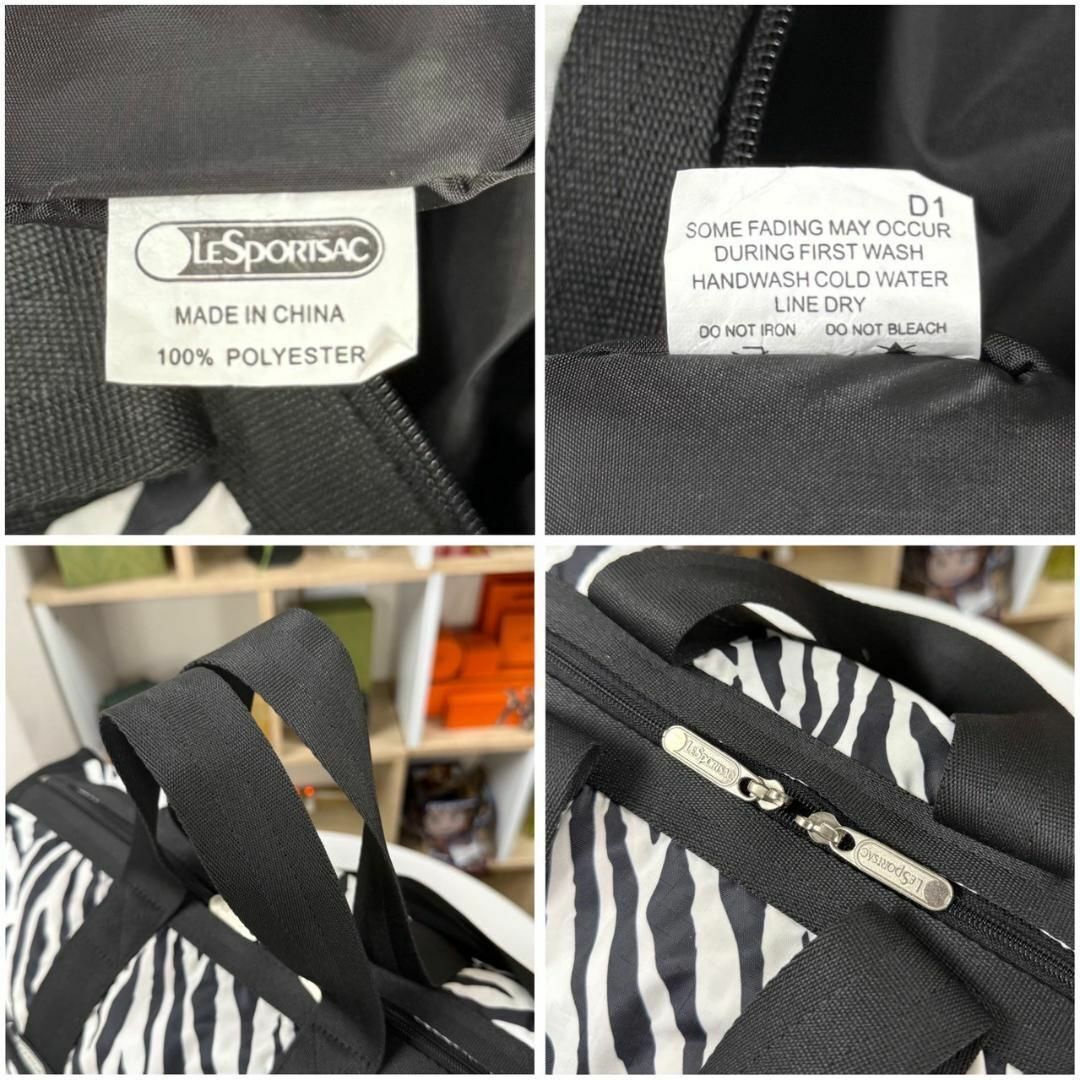 LESPORTSAC
MADE IN CHINA
100% POLYESTER
D1
SOME FADING MAY OCCUR
DURING FIRST WASH
HANDWASH COLD WATER
LINE DRY
DO NOT IRON DO NOT BLEACH
LESPORTSAC
LESPORTSAC